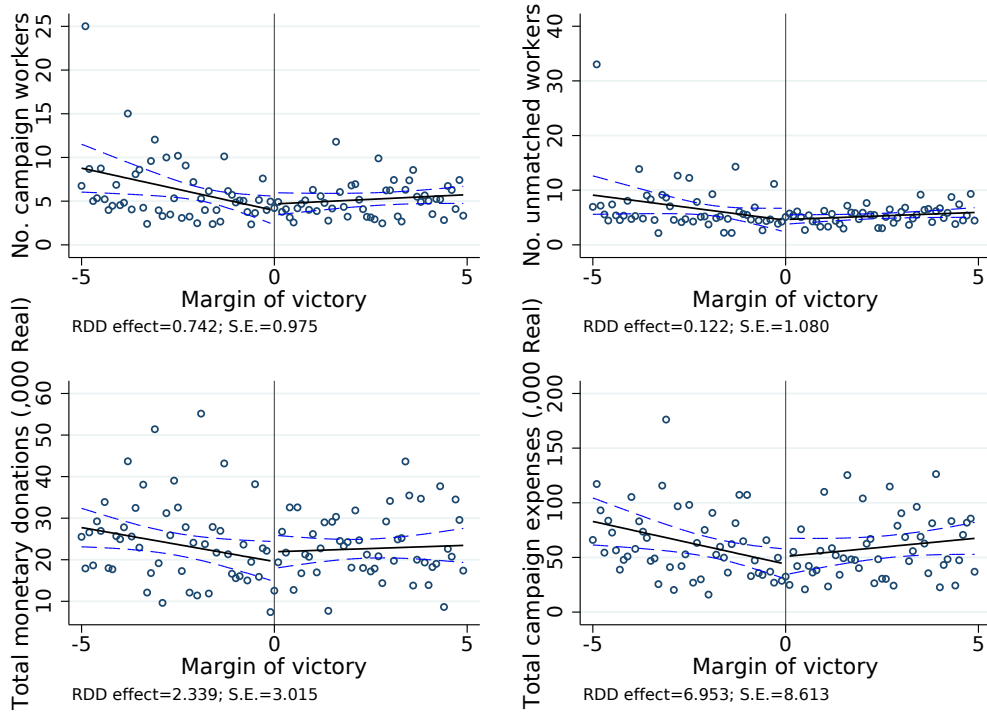 No. campaign workers
25
20
15
10
5
0
-5
0
5
Margin of victory
RDD effect=0.742; S.E.=0.975
No. unmatched workers
40
30
20
10
0
-5
0
5
Margin of victory
RDD effect=0.122; S.E.=1.080
Total monetary donations (,000 Real)
60
50
40
30
20
10
-5
0
5
Margin of victory
RDD effect=2.339; S.E.=3.015
Total campaign expenses (,000 Real)
200
150
100
50
0
-5
0
5
Margin of victory
RDD effect=6.953; S.E.=8.613